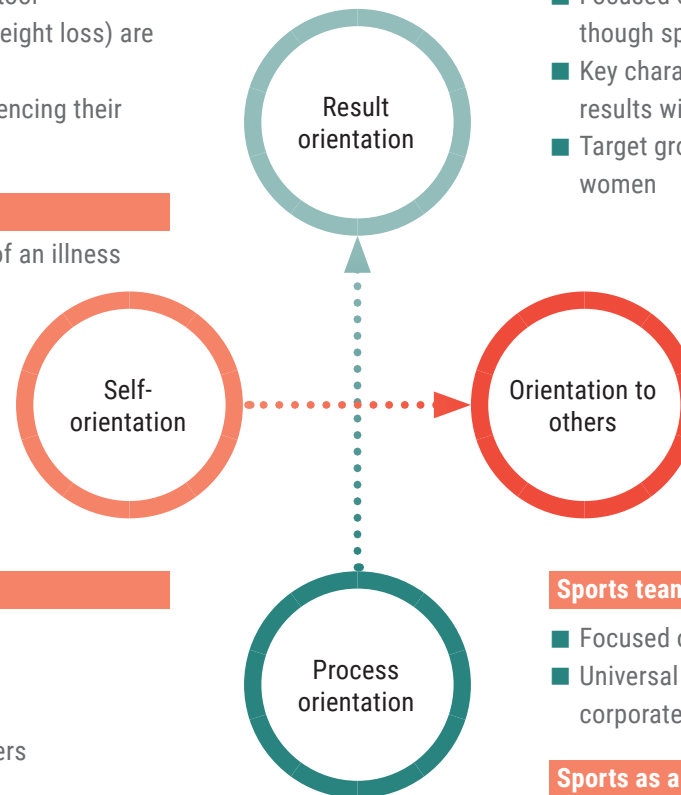 eight loss) are
encing their
of an illness
ers
Result
orientation
Self-
orientation
Orientation to
others
Process
orientation
though sp
Key chara
results wi
Target gro
women
Sports tean
Focused o
Universal
corporate
Sports as a